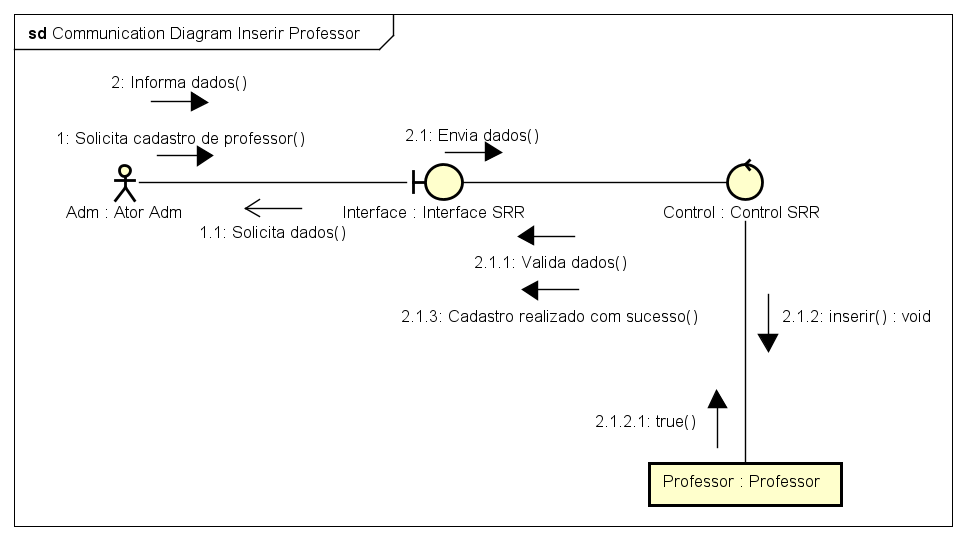 sd Communication Diagram Inserir Professor
2: Informa dados()
1: Solicita cadastro de professor()
2.1: Envia dados()
Adm : Ator Adm
Interface : Interface SRR
Control : Control SRR
1.1: Solicita dados()
2.1.1: Valida dados()
2.1.3: Cadastro realizado com sucesso()
2.1.2: inserir() : void
2.1.2.1: true()
Professor : Professor